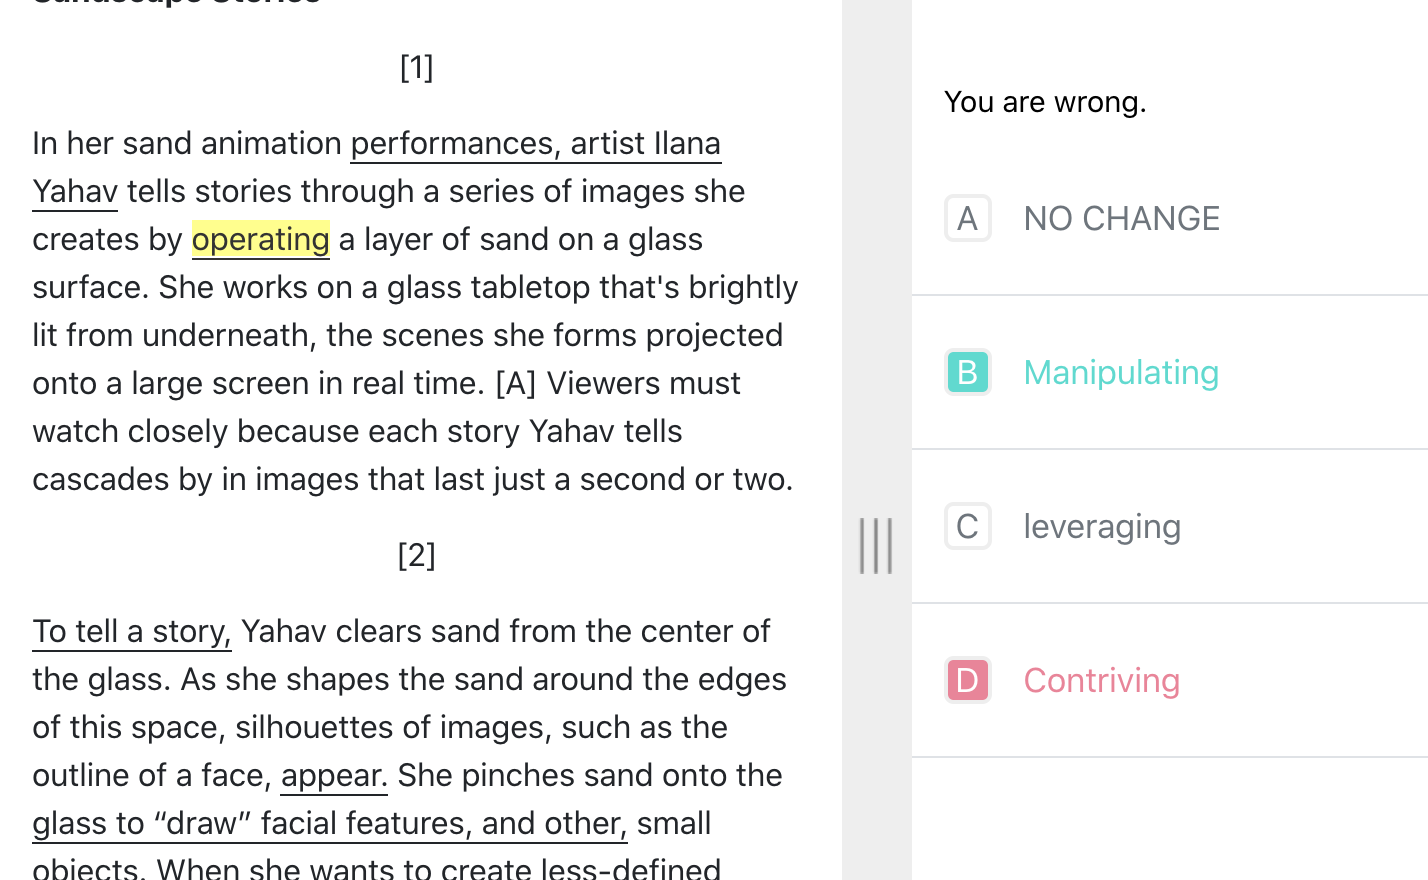 [1]
In her sand animation performances, artist Ilana
Yahav tells stories through a series of images she
creates by operating a layer of sand on a glass
surface. She works on a glass tabletop that's brightly
lit from underneath, the scenes she forms projected
onto a large screen in real time. [A] Viewers must
watch closely because each story Yahav tells
cascades by in images that last just a second or two.
[2]
To tell a story, Yahav clears sand from the center of
the glass. As she shapes the sand around the edges
of this space, silhouettes of images, such as the
outline of a face, appear. She pinches sand onto the
glass to “draw” facial features, and other, small
objects. When she wants to create less-defined
You are wrong.
A NO CHANGE
B Manipulating
C leveraging
D Contriving